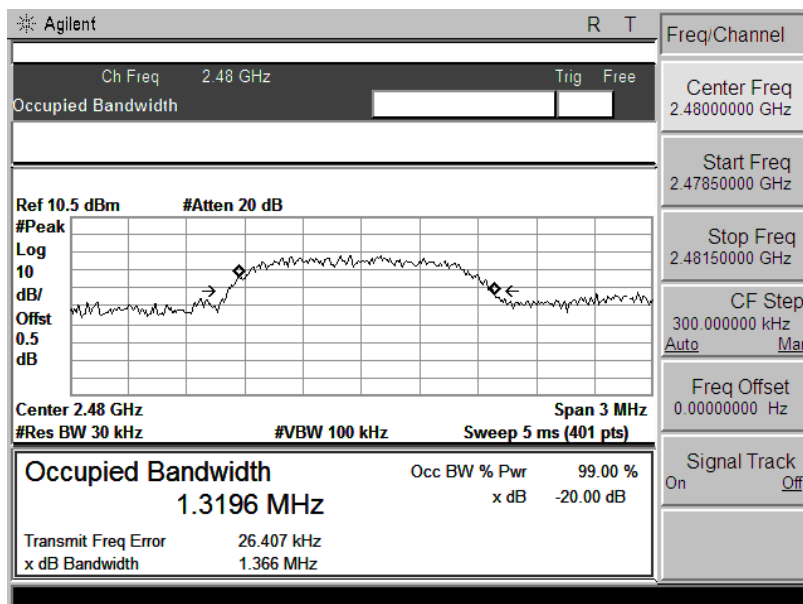 Agilent R T
Ch Freq 2.48 GHz Trig Free
Occupied Bandwidth
Ref 10.5 dBm #Atten 20 dB
#Peak
Log
10
dB/
Offst
0.5
dB
Center 2.48 GHz Span 3 MHz
#Res BW 30 kHz #VBW 100 kHz Sweep 5 ms (401 pts)
Occupied Bandwidth
1.3196 MHz
Occ BW % Pwr 99.00 %
x dB -20.00 dB
Transmit Freq Error 26.407 kHz
x dB Bandwidth 1.366 MHz
Freq/Channel
Center Freq
2.48000000 GHz
Start Freq
2.47850000 GHz
Stop Freq
2.48150000 GHz
CF Step
300.000000 kHz
Auto Mar
Freq Offset
0.00000000 Hz
Signal Track
On Off